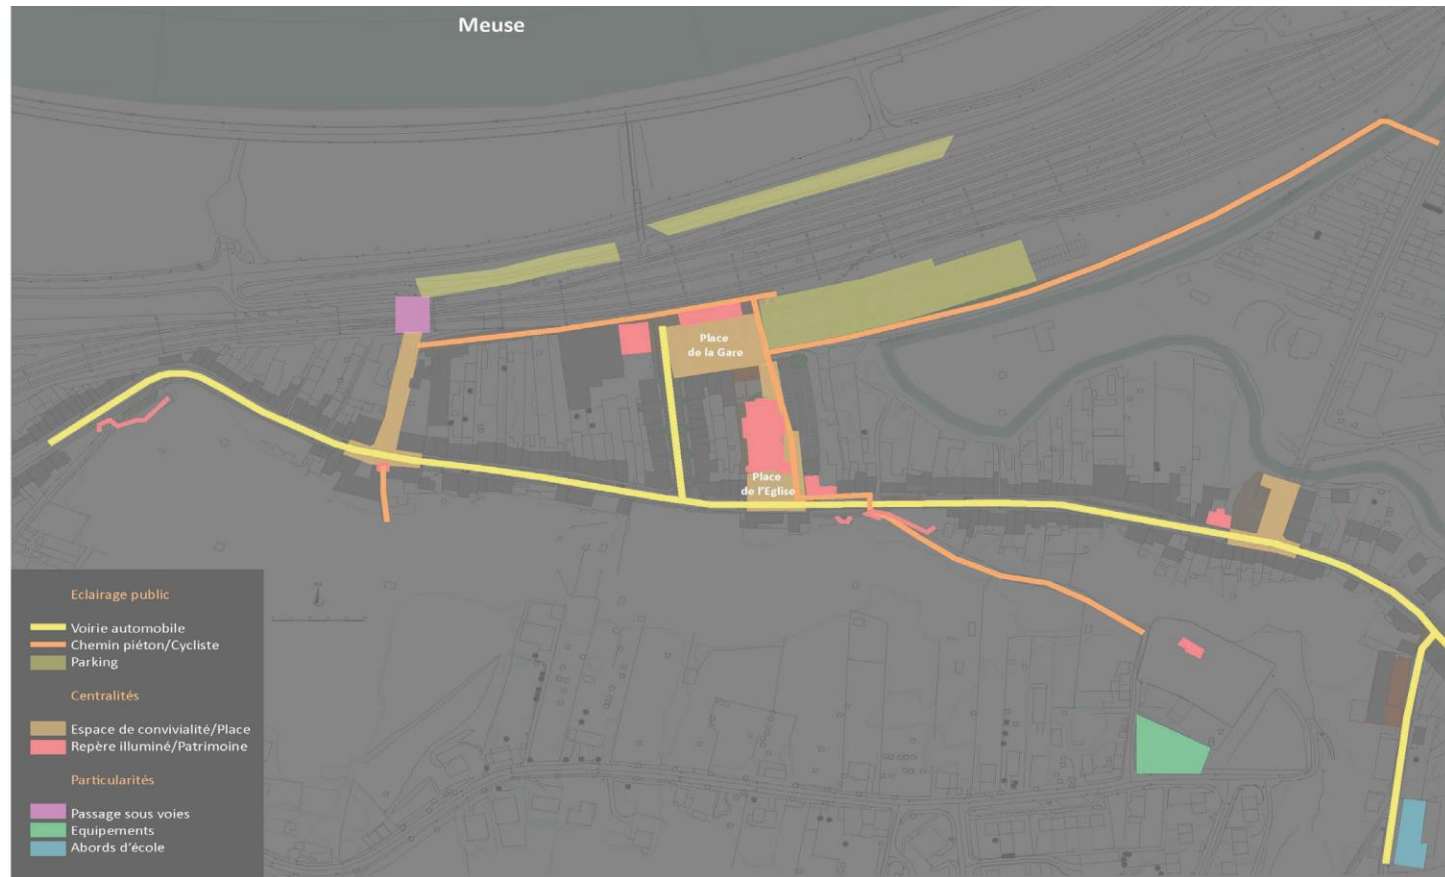 Meuse
Place
de la Gare
Place
de l'Eglise
Eclairage public
Voirie automobile
Chemin piéton/Cycliste
Parking
Centralités
Espace de convivialité/Place
Repère illuminé/Patrimoine
Particularités
Passage sous voies
Equipements
Abords d'école